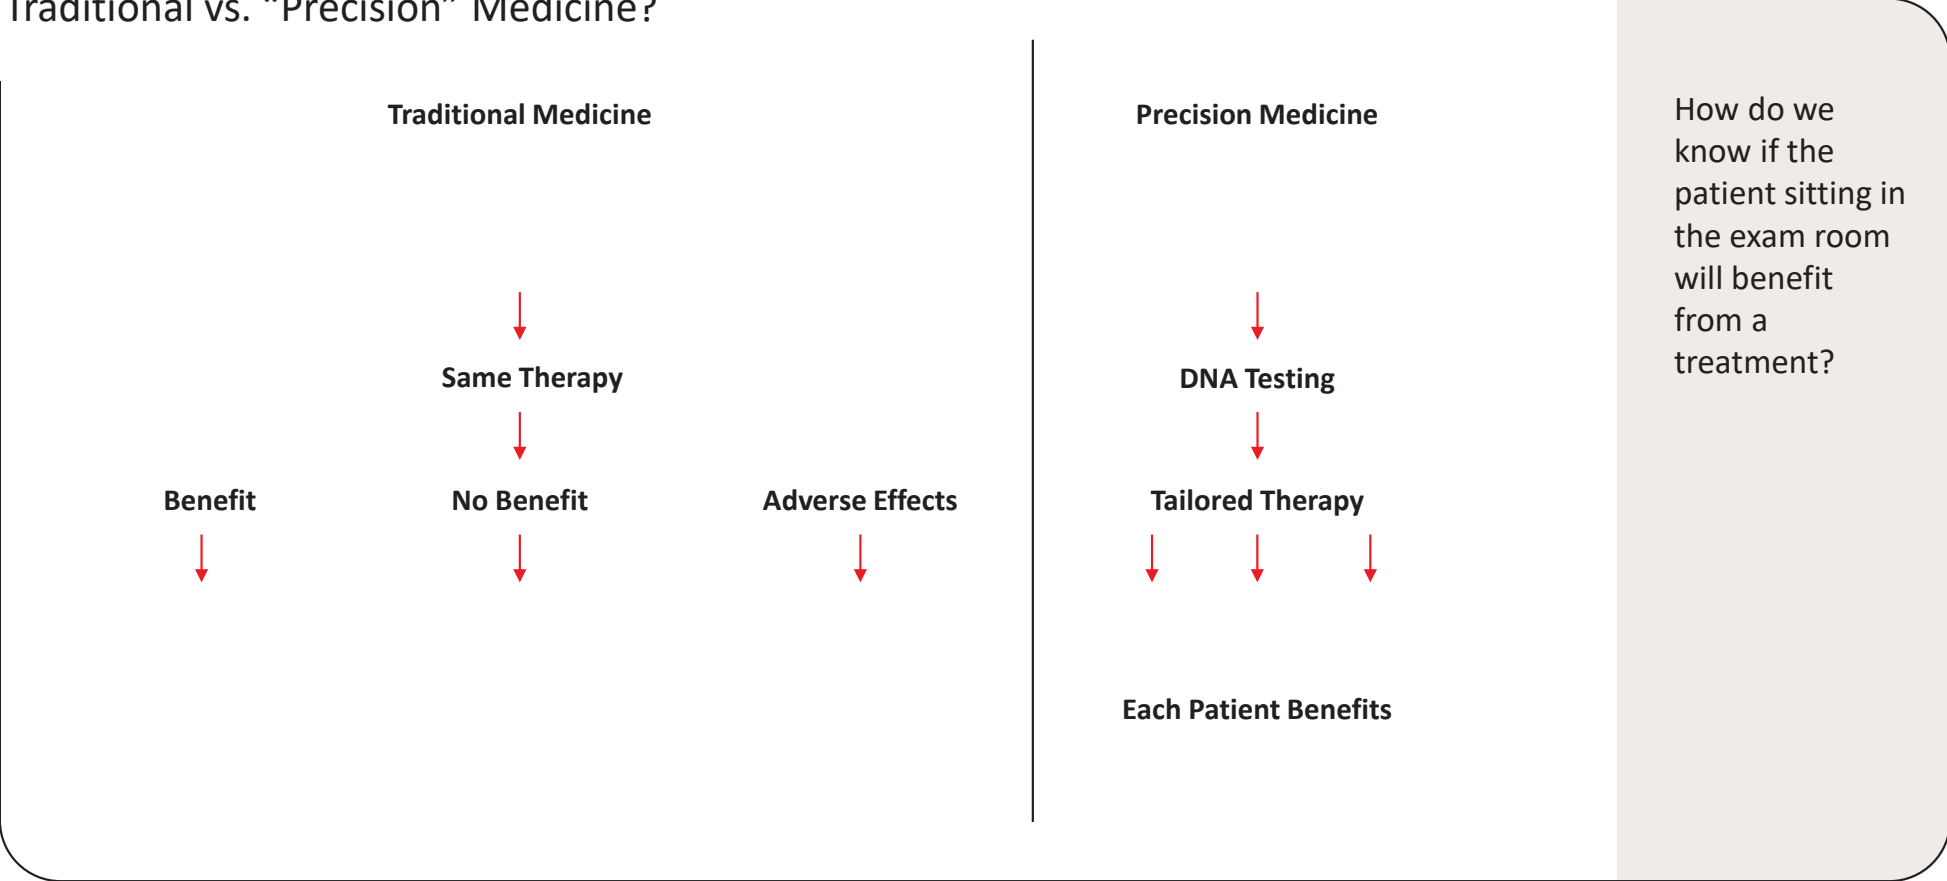 Traditional vs. “Precision” Medicine?
Traditional Medicine
Same Therapy
Benefit
No Benefit
Adverse Effects
Precision Medicine
DNA Testing
Tailored Therapy
Each Patient Benefits
How do we
know if the
patient sitting in
the exam room
will benefit
from a
treatment?